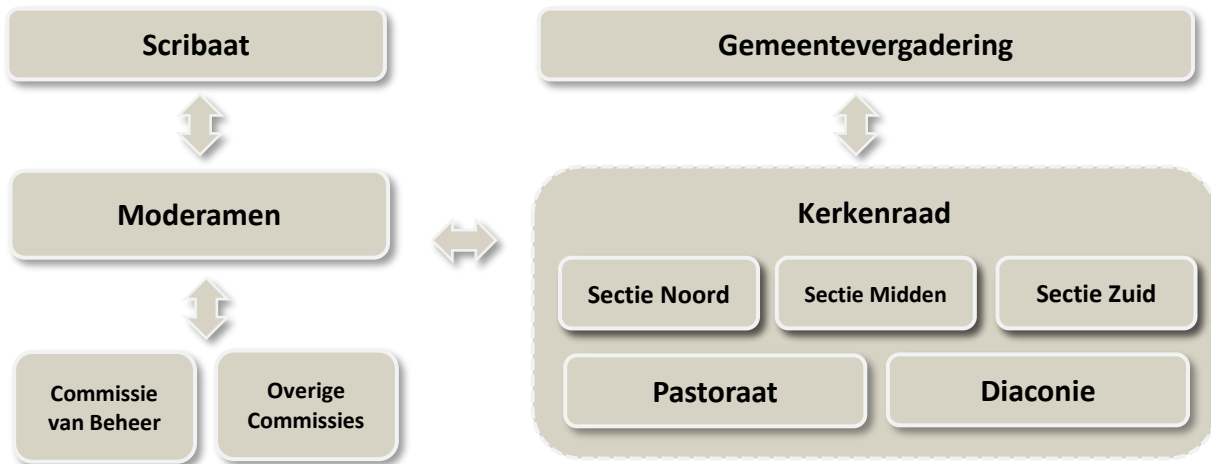 Scribaat
Gemeentevergadering
Moderamen
Kerkenraad
Sectie Noord
Sectie Midden
Sectie Zuid
Commissie
van Beheer
Overige
Commissies
Pastoraat
Diaconie